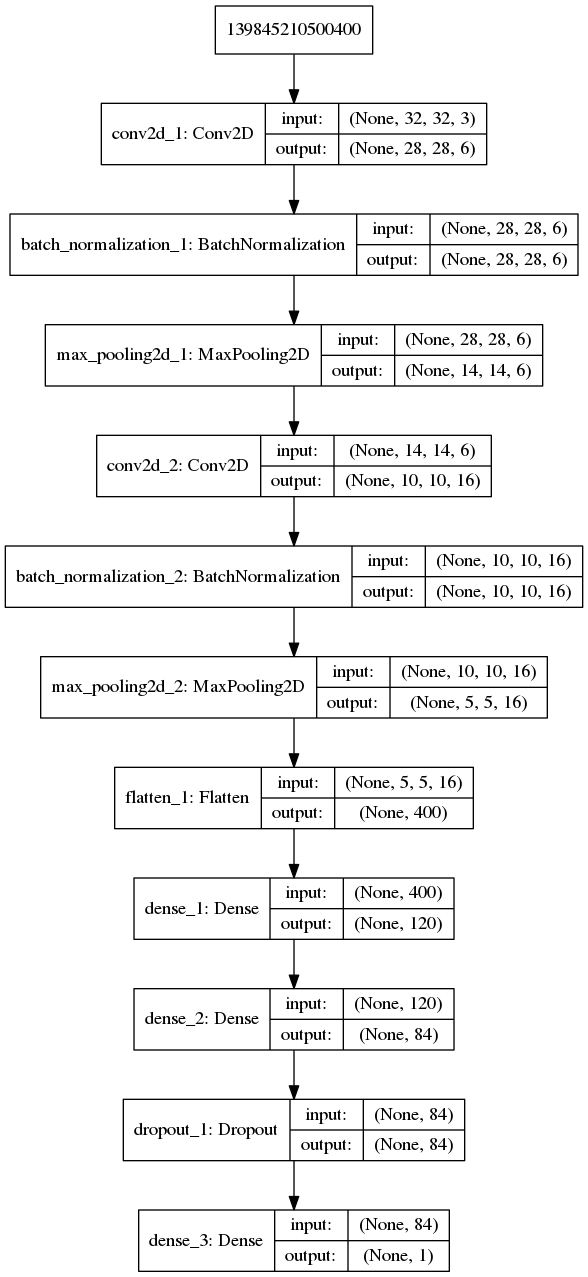 139845210500400
conv2d_1: Conv2D
input: (None, 32, 32, 3)
output: (None, 28, 28, 6)
batch_normalization_1: BatchNormalization
input: (None, 28, 28, 6)
output: (None, 28, 28, 6)
max_pooling2d_1: MaxPooling2D
input: (None, 28, 28, 6)
output: (None, 14, 14, 6)
conv2d_2: Conv2D
input: (None, 14, 14, 6)
output: (None, 10, 10, 16)
batch_normalization_2: BatchNormalization
input: (None, 10, 10, 16)
output: (None, 10, 10, 16)
max_pooling2d_2: MaxPooling2D
input: (None, 10, 10, 16)
output: (None, 5, 5, 16)
flatten_1: Flatten
input: (None, 5, 5, 16)
output: (None, 400)
dense_1: Dense
input: (None, 400)
output: (None, 120)
dense_2: Dense
input: (None, 120)
output: (None, 84)
dropout_1: Dropout
input: (None, 84)
output: (None, 84)
dense_3: Dense
input: (None, 84)
output: (None, 1)